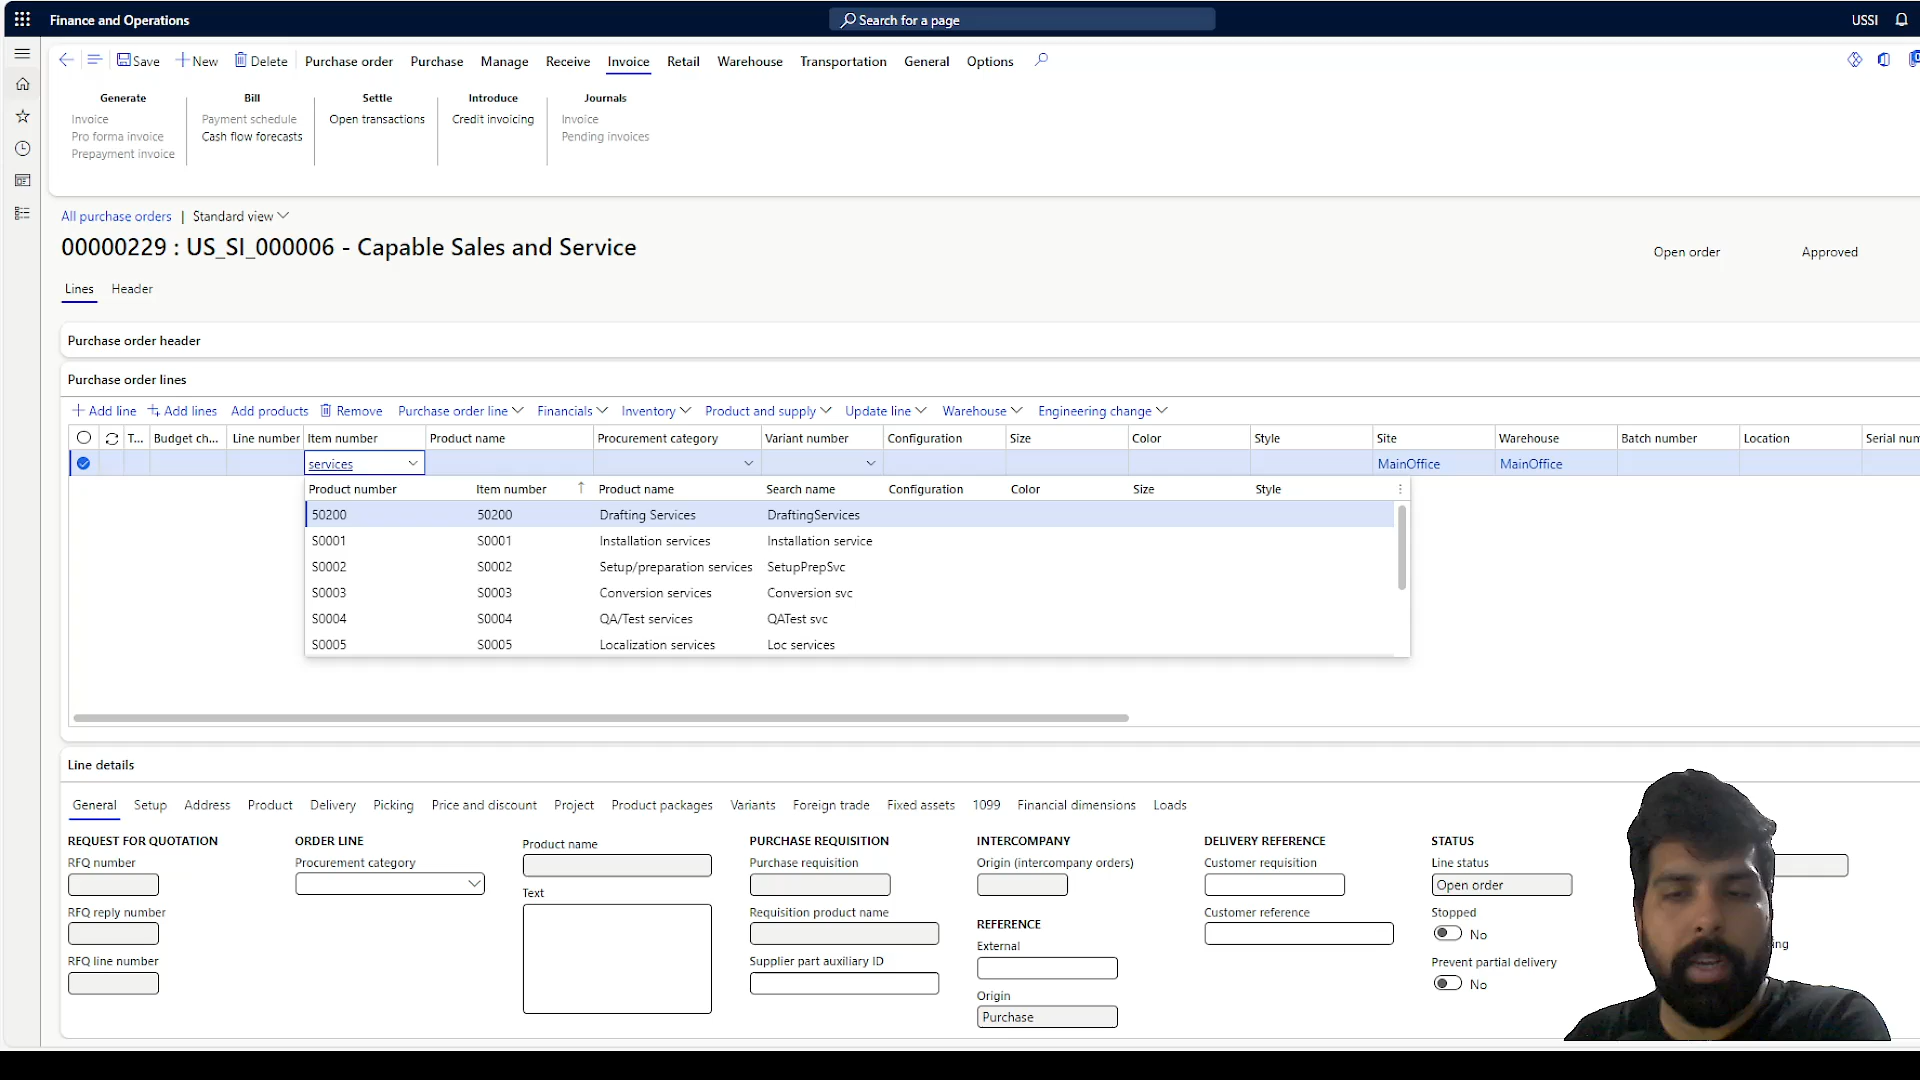 Finance and Operations
Search for a page
USSI
Save New Delete Purchase order Purchase Manage Receive Invoice Retail Warehouse Transportation General Options
Generate
Invoice
Pro forma invoice
Prepayment invoice
Bill
Payment schedule
Cash flow forecasts
Settle
Open transactions
Introduce
Credit invoicing
Journals
Invoice
Pending invoices
All purchase orders | Standard view
00000229 : US_SI_000006 - Capable Sales and Service
Open order Approved
Lines Header
Purchase order header
Purchase order lines
Add line Add lines Add products Remove Purchase order line Financials Inventory Product and supply Update line Warehouse Engineering change
T... Budget ch... Line number Item number Product name Procurement category Variant number Configuration Size Color Style Site Warehouse Batch number Location Serial num
services MainOffice MainOffice
Product number Item number Product name Search name Configuration Color Size Style
50200 50200 Drafting Services DraftingServices
S0001 S0001 Installation services Installation service
S0002 S0002 Setup/preparation services SetupPrepSvc
S0003 S0003 Conversion services Conversion svc
S0004 S0004 QA/Test services QATest svc
S0005 S0005 Localization services Loc services
Line details
General Setup Address Product Delivery Picking Price and discount Project Product packages Variants Foreign trade Fixed assets 1099 Financial dimensions Loads
REQUEST FOR QUOTATION
RFQ number
RFQ reply number
RFQ line number
ORDER LINE
Procurement category
Product name
Text
PURCHASE REQUISITION
Purchase requisition
Requisition product name
Supplier part auxiliary ID
INTERCOMPANY
Origin (intercompany orders)
REFERENCE
External
Origin
Purchase
DELIVERY REFERENCE
Customer requisition
Customer reference
STATUS
Line status
Open order
Stopped
No
Prevent partial delivery
No